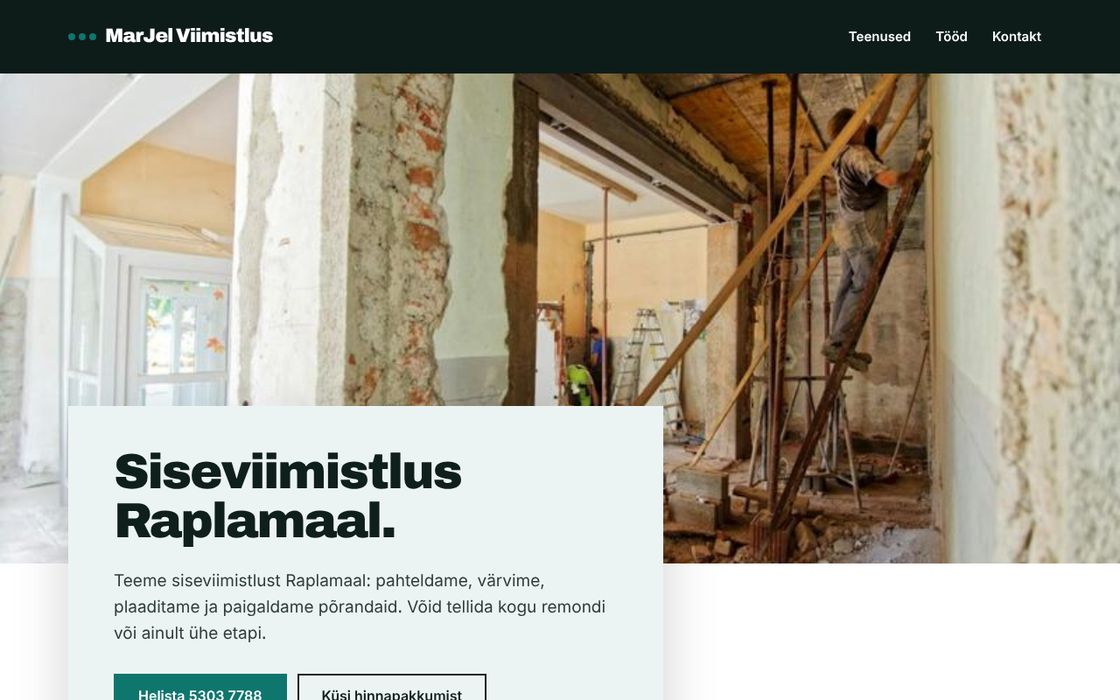 MarJel Viimistlus
Teenused
Tööd
Kontakt
Siseviimistlus
Raplamaal.
Teeme siseviimistlust Raplamaal: pahteldame, värvime,
plaaditame ja paigaldame põrandaid. Võid tellida kogu remondi
või ainult ühe etapi.
Helista 5303 7788
Küsi hinnapakkumist